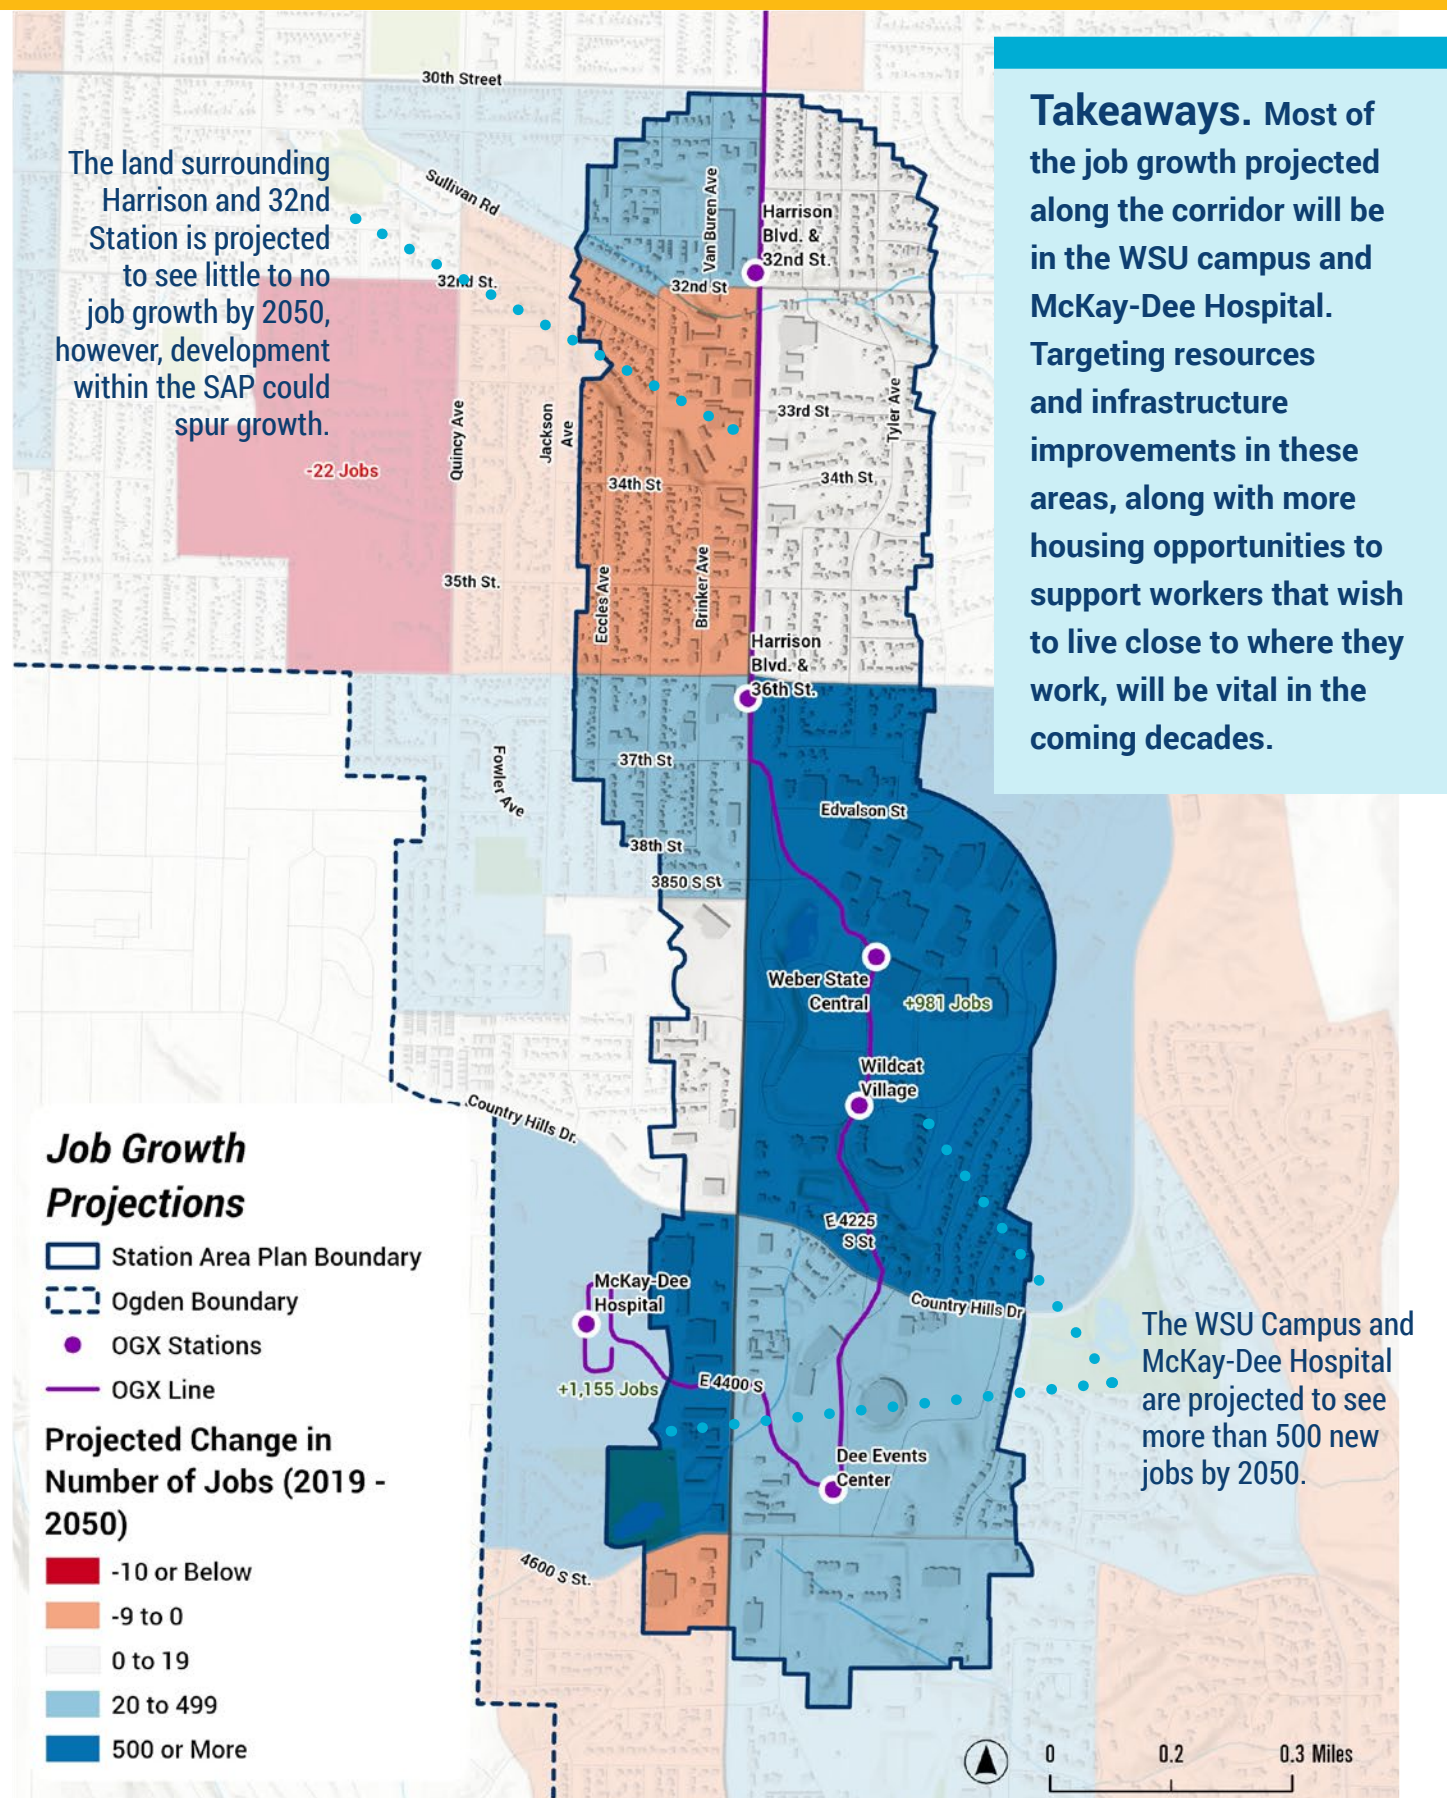 30th Street
Takeaways. Most of
the job growth projected
along the corridor will be
in the WSU campus and
McKay-Dee Hospital.
Targeting resources
and infrastructure
improvements in these
areas, along with more
housing opportunities to
support workers that wish
to live close to where they
work, will be vital in the
coming decades.
The land surrounding
Harrison and 32nd
Station is projected
to see little to no
job growth by 2050,
however, development
within the SAP could
spur growth.
Sullivan Rd
Van Buren Ave
Harrison
Blvd. &
32nd St.
32nd St.
32nd St
33rd St
Tyler Ave
Quincy Ave
Jackson
Ave
-22 Jobs
34th St
34th St
35th St.
Eccles Ave
Brinker Ave
Harrison
Blvd. &
36th St.
Fowler Ave
37th St
Edvalson St
38th St
3850 S St
Weber State
Central
+981 Jobs
Wildcat
Village
Country Hills Dr.
E 4225
S St
Country Hills Dr
McKay-Dee
Hospital
+1,155 Jobs
E 4400 S
Dee Events
Center
4600 S St.
The WSU Campus and
McKay-Dee Hospital
are projected to see
more than 500 new
jobs by 2050.
Job Growth
Projections
Station Area Plan Boundary
Ogden Boundary
OGX Stations
OGX Line
Projected Change in
Number of Jobs (2019 -
2050)
-10 or Below
-9 to 0
0 to 19
20 to 499
500 or More
0 0.2 0.3 Miles